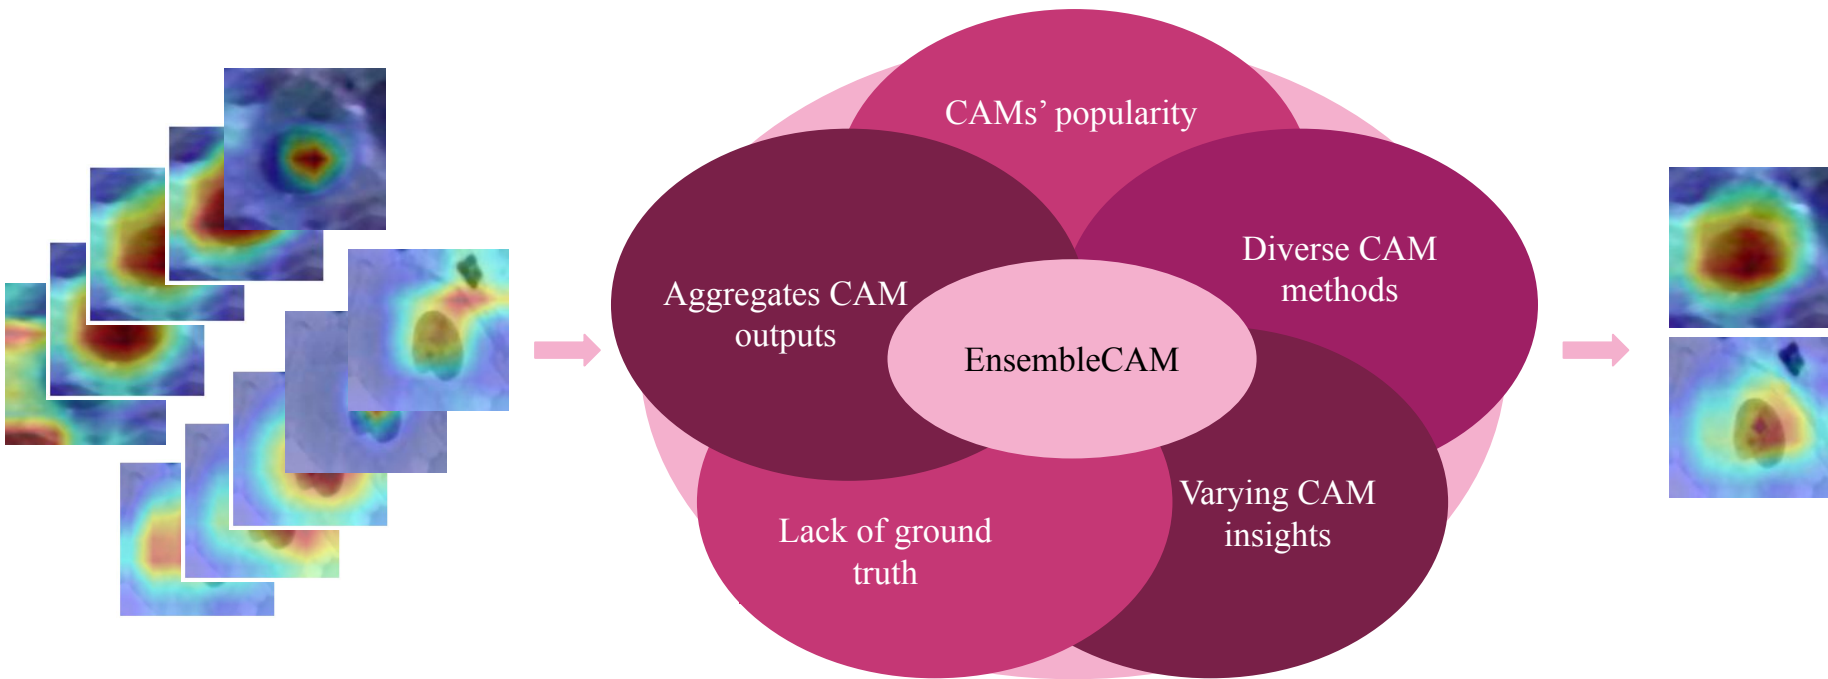 CAMs’ popularity
Diverse CAM
methods
Aggregates CAM
outputs
EnsembleCAM
Varying CAM
insights
Lack of ground
truth